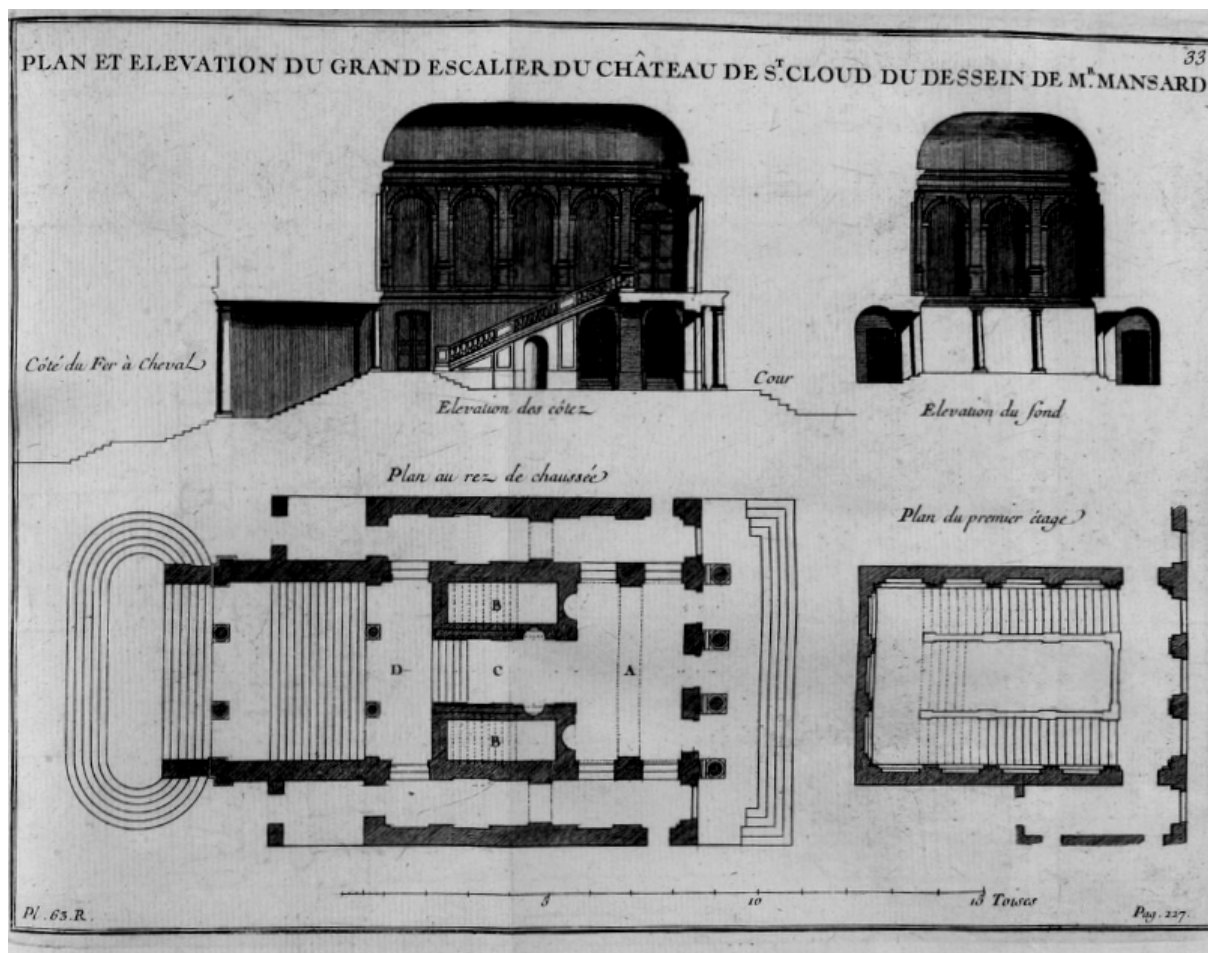 33
PLAN ET ELEVATION DU GRAND ESCALIER DU CHÂTEAU DE S.T CLOUD DU DESSEIN DE M.R MANSARD
Côté du Fer à Cheval
Elevation des côtez
Cour
Elevation du fond
Plan au rez de chaussée
Plan du premier étage
B
D
C
A
B
5
10
15 Toises
Pl. 63. R.
Pag. 227.